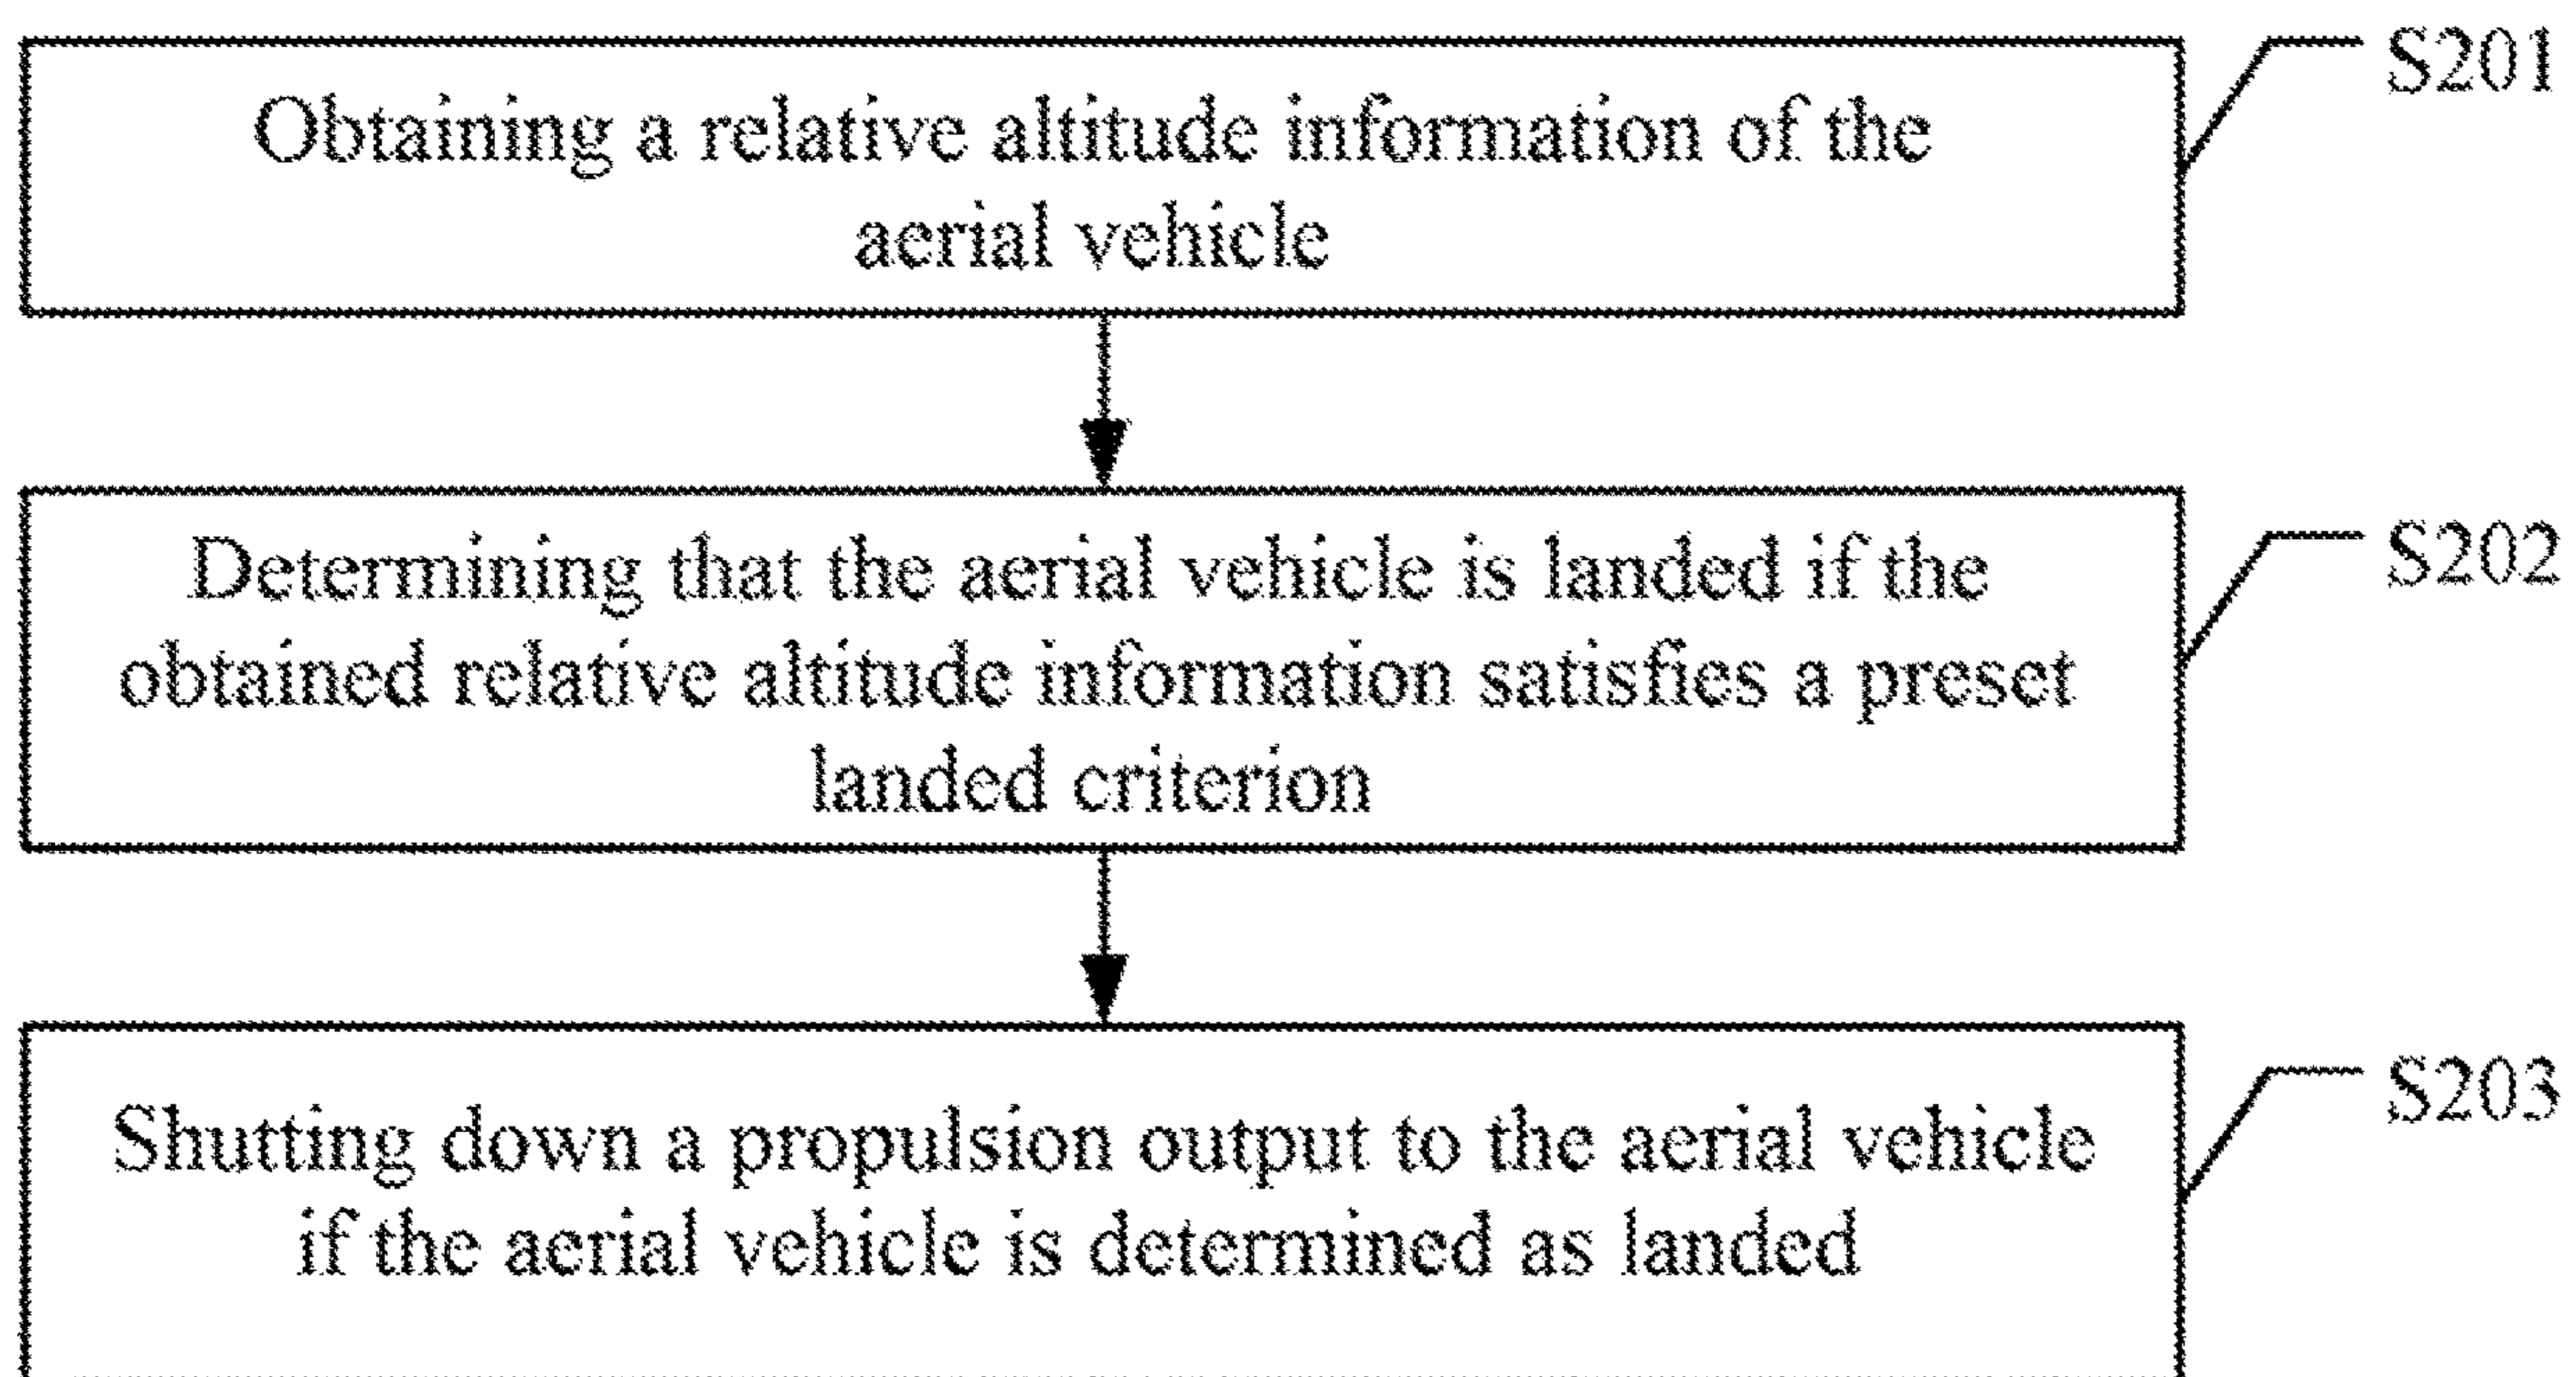 S201
Obtaining a relative altitude information of the
aerial vehicle
S202
Determining that the aerial vehicle is landed if the
obtained relative altitude information satisfies a preset
landed criterion
S203
Shutting down a propulsion output to the aerial vehicle
if the aerial vehicle is determined as landed